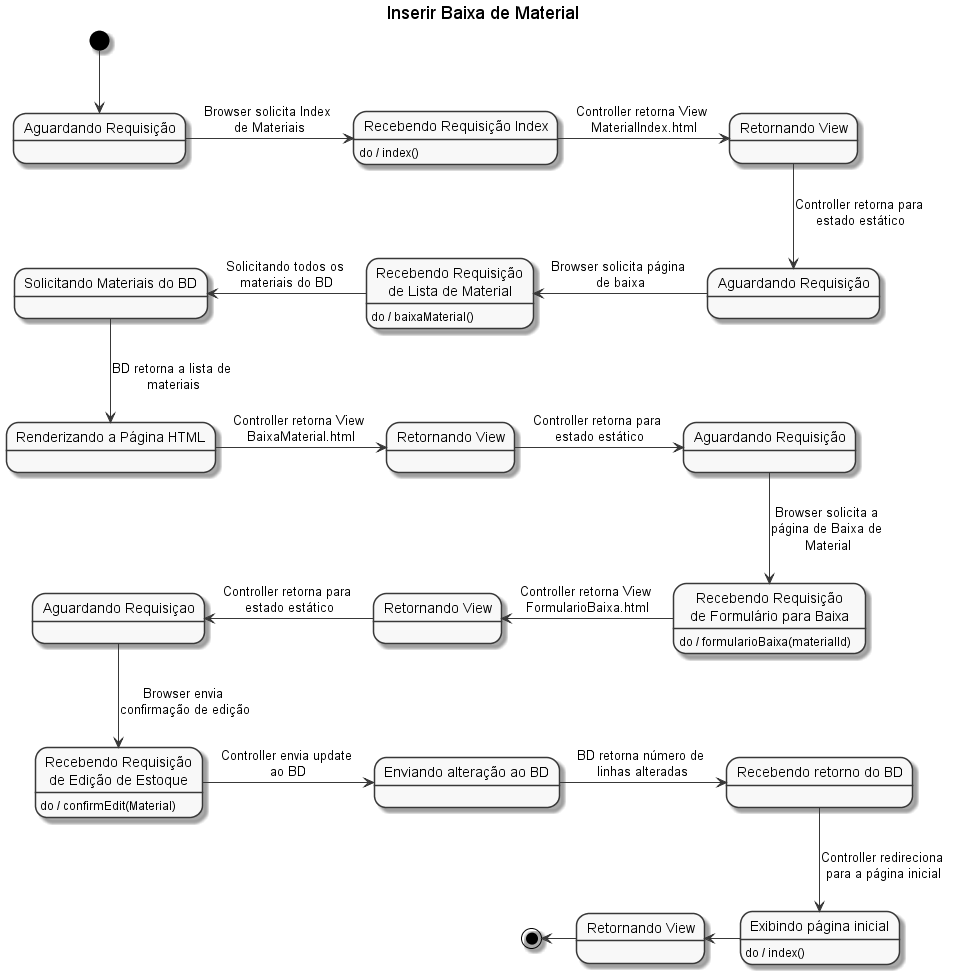 Inserir Baixa de Material
Aguardando Requisição
Browser solicita Index
de Materiais
Recebendo Requisição Index
do / index()
Controller retorna View
MaterialIndex.html
Retornando View
Controller retorna para
estado estático
Aguardando Requisição
Browser solicita página
de baixa
Recebendo Requisição
de Lista de Material
do / baixaMaterial()
Solicitando todos os
materiais do BD
Solicitando Materiais do BD
BD retorna a lista de
materiais
Renderizando a Página HTML
Controller retorna View
BaixaMaterial.html
Retornando View
Controller retorna para
estado estático
Aguardando Requisição
Browser solicita a
página de Baixa de
Material
Recebendo Requisição
de Formulário para Baixa
do / formularioBaixa(materialId)
Controller retorna View
FormularioBaixa.html
Retornando View
Controller retorna para
estado estático
Aguardando Requisiçao
Browser envia
confirmação de edição
Recebendo Requisição
de Edição de Estoque
do / confirmEdit(Material)
Controller envia update
ao BD
Enviando alteração ao BD
BD retorna número de
linhas alteradas
Recebendo retorno do BD
Controller redireciona
para a página inicial
Exibindo página inicial
do / index()
Retornando View